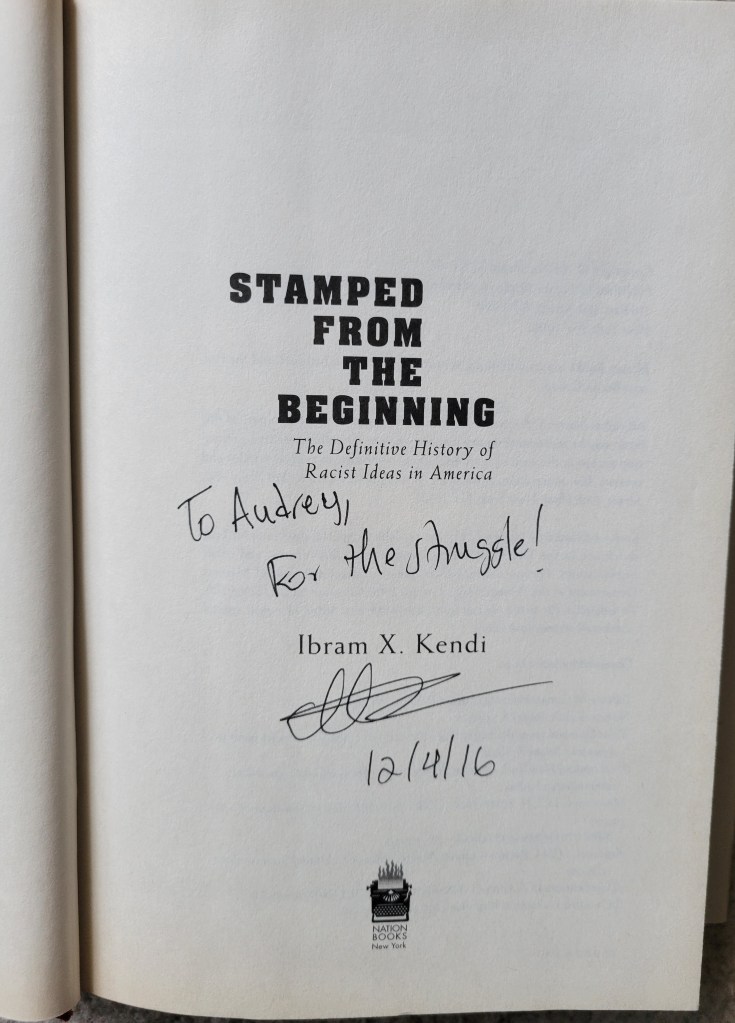 STAMPED
FROM
THE
BEGINNING
The Definitive History of
Racist Ideas in America
To Audrey,
For the struggle!
Ibram X. Kendi
12/4/16
NATION
BOOKS
New York